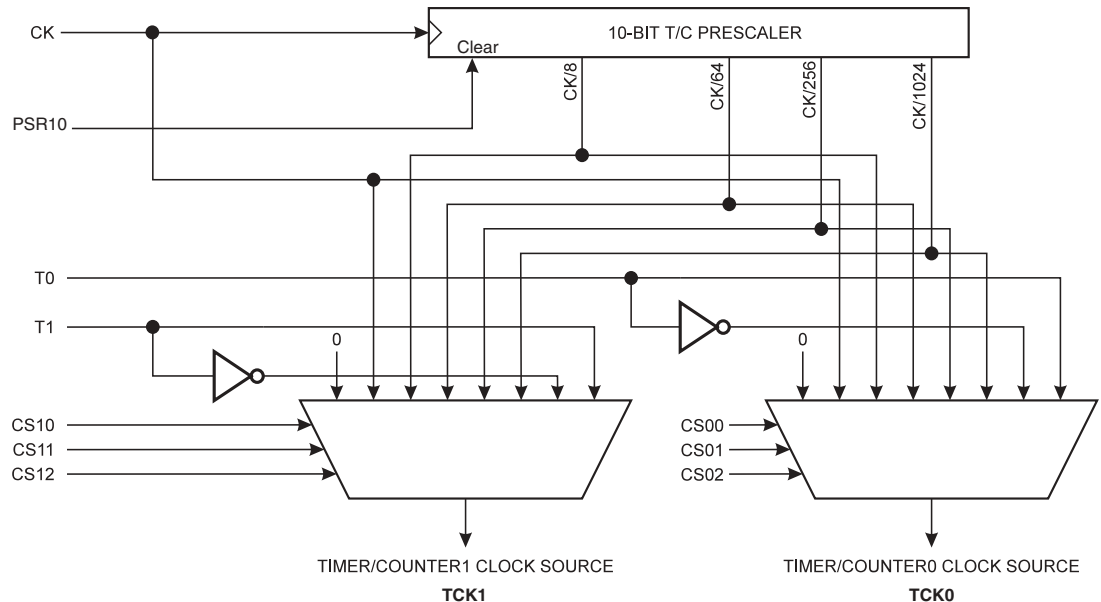 CK
10-BIT T/C PRESCALER
Clear
CK/8
CK/64
CK/256
CK/1024
PSR10
T0
T1
0
0
CS10
CS11
CS12
CS00
CS01
CS02
TIMER/COUNTER1 CLOCK SOURCE
TCK1
TIMER/COUNTER0 CLOCK SOURCE
TCK0